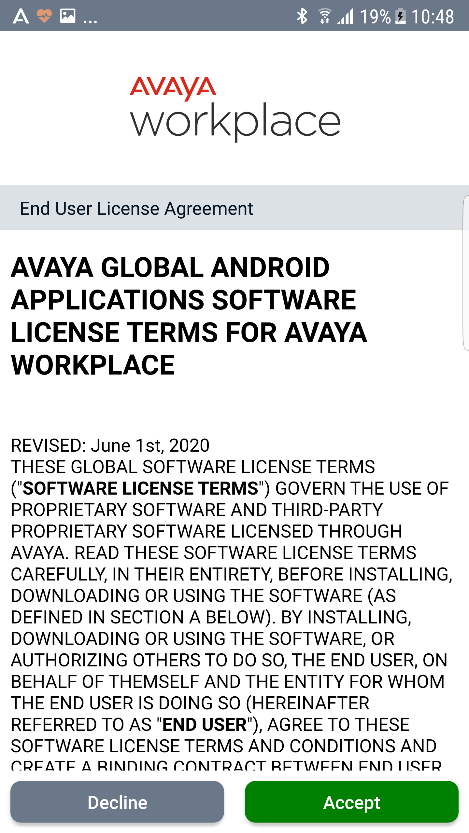 ... 19% 10:48
AVAYA
workplace
End User License Agreement
AVAYA GLOBAL ANDROID
APPLICATIONS SOFTWARE
LICENSE TERMS FOR AVAYA
WORKPLACE
REVISED: June 1st, 2020
THESE GLOBAL SOFTWARE LICENSE TERMS
("SOFTWARE LICENSE TERMS") GOVERN THE USE OF
PROPRIETARY SOFTWARE AND THIRD-PARTY
PROPRIETARY SOFTWARE LICENSED THROUGH
AVAYA. READ THESE SOFTWARE LICENSE TERMS
CAREFULLY, IN THEIR ENTIRETY, BEFORE INSTALLING,
DOWNLOADING OR USING THE SOFTWARE (AS
DEFINED IN SECTION A BELOW). BY INSTALLING,
DOWNLOADING OR USING THE SOFTWARE, OR
AUTHORIZING OTHERS TO DO SO, THE END USER, ON
BEHALF OF THEMSELF AND THE ENTITY FOR WHOM
THE END USER IS DOING SO (HEREINAFTER
REFERRED TO AS "END USER"), AGREE TO THESE
SOFTWARE LICENSE TERMS AND CONDITIONS AND
CREATE A BINDING CONTRACT BETWEEN END USER
Decline Accept